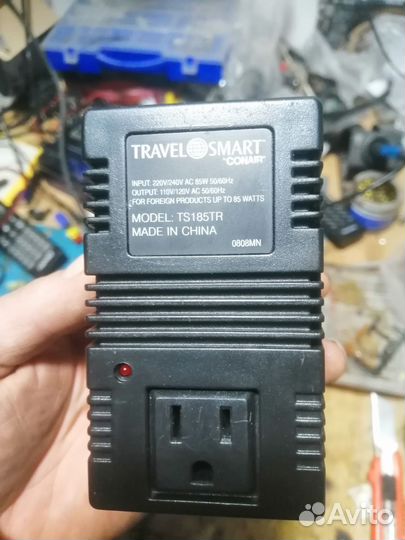 TRAVEL SMART
BY CONAIR
INPUT: 220V/240V AC 85W 50/60Hz
OUTPUT: 110V/120V AC 50/60Hz
FOR FOREIGN PRODUCTS UP TO 85 WATTS
MODEL: TS185TR
MADE IN CHINA
0808MN
Avito